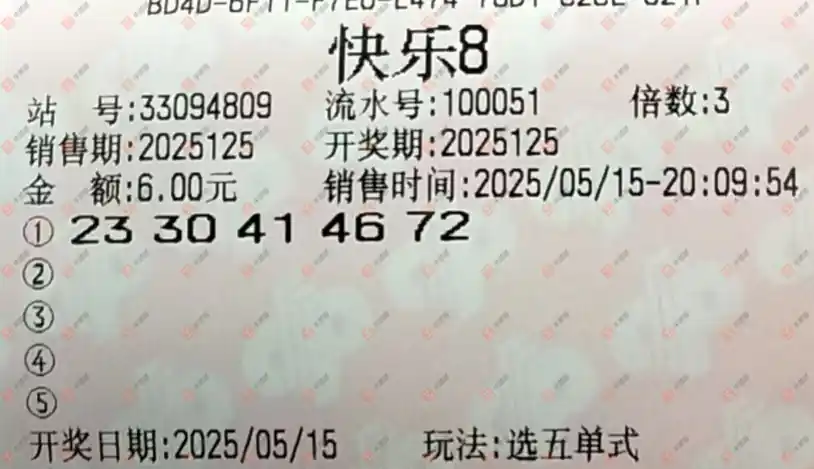 快乐8
站 号:33094809 流水号:100051 倍数:3
销售期:2025125 开奖期:2025125
金 额:6.00元 销售时间:2025/05/15-20:09:54
① 23 30 41 46 72
②
③
④
⑤
开奖日期:2025/05/15 玩法:选五单式